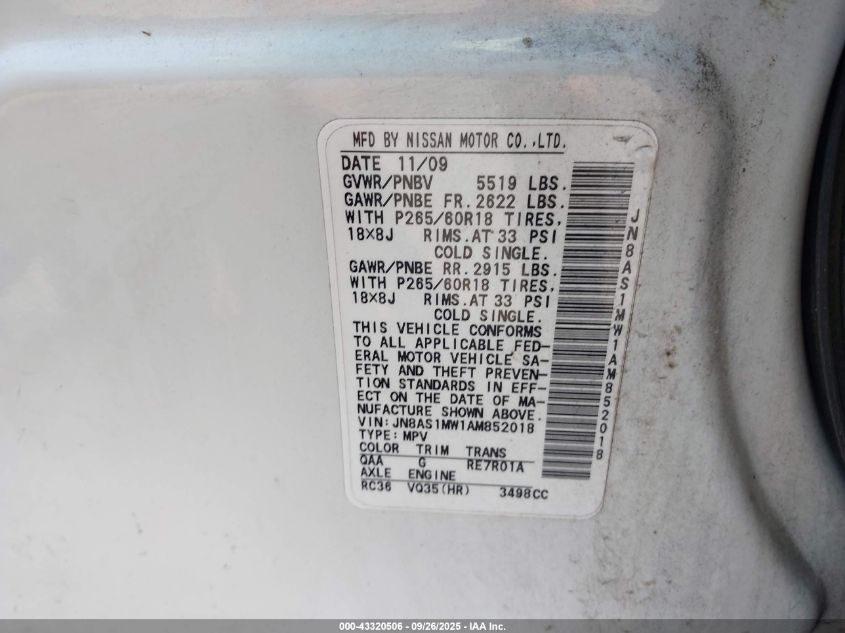 MFD BY NISSAN MOTOR CO.,LTD.
DATE 11/09
GVWR/PNBV 5519 LBS.
GAWR/PNBE FR. 2622 LBS.
WITH P265/60R18 TIRES,
18X8J RIMS.AT 33 PSI
COLD SINGLE.
GAWR/PNBE RR. 2915 LBS.
WITH P265/60R18 TIRES,
18X8J RIMS.AT 33 PSI
COLD SINGLE.
THIS VEHICLE CONFORMS
TO ALL APPLICABLE FED-
ERAL MOTOR VEHICLE SA-
FETY AND THEFT PREVEN-
TION STANDARDS IN EFF-
ECT ON THE DATE OF MA-
NUFACTURE SHOWN ABOVE.
VIN: JN8AS1MW1AM852018
TYPE: MPV
COLOR TRIM TRANS
QAA G RE7R01A
AXLE ENGINE
RC36 VQ35(HR) 3498CC
JN8AS1MW1AM852018
000-43320506 - 09/26/2025 - IAA Inc.